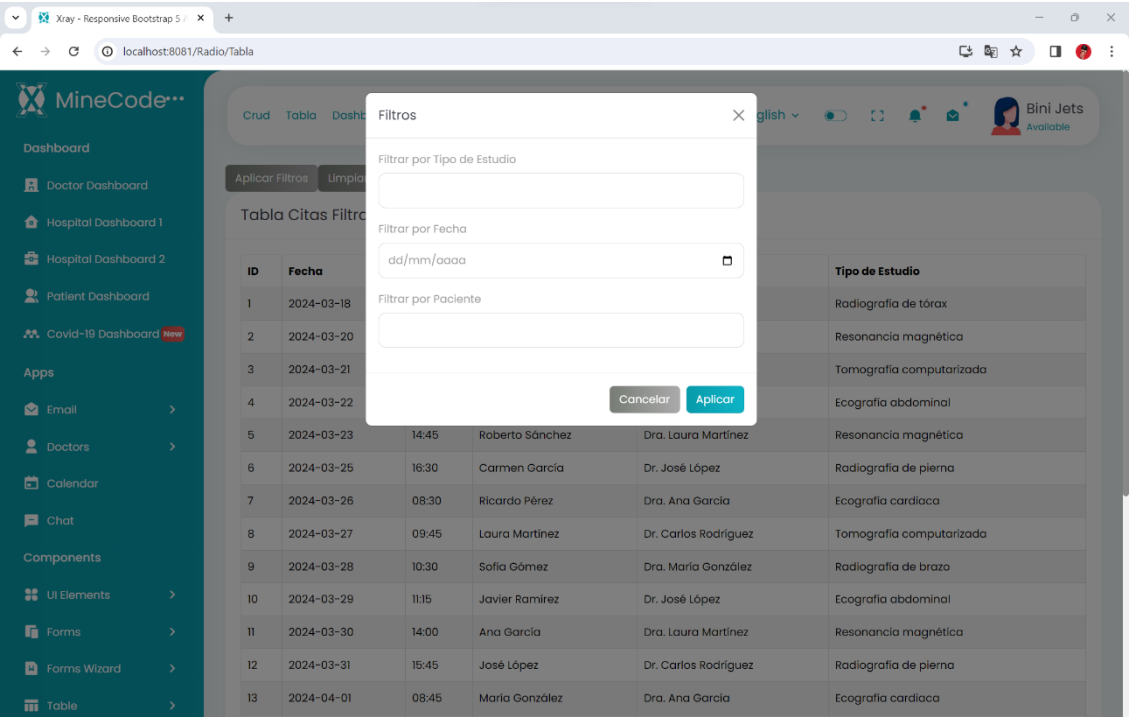 Xray - Responsive Bootstrap 5 A
localhost:8081/Radio/Tabla
MineCode
Crud Tabla Dashb glish
Bini Jets
Available
Filtros
Filtrar por Tipo de Estudio
Filtrar por Fecha
dd/mm/aaaa
Filtrar por Paciente
Cancelar Aplicar
Dashboard
Doctor Dashboard
Hospital Dashboard 1
Hospital Dashboard 2
Patient Dashboard
Covid-19 Dashboard New
Apps
Email
Doctors
Calendar
Chat
Components
UI Elements
Forms
Forms Wizard
Table
Aplicar Filtros Limpia
Tabla Citas Filtra
ID Fecha Tipo de Estudio
1 2024-03-18 Radiografía de tórax
2 2024-03-20 Resonancia magnética
3 2024-03-21 Tomografía computarizada
4 2024-03-22 Ecografía abdominal
5 2024-03-23 14:45 Roberto Sánchez Dra. Laura Martínez Resonancia magnética
6 2024-03-25 16:30 Carmen García Dr. José López Radiografía de pierna
7 2024-03-26 08:30 Ricardo Pérez Dra. Ana García Ecografía cardíaca
8 2024-03-27 09:45 Laura Martínez Dr. Carlos Rodríguez Tomografía computarizada
9 2024-03-28 10:30 Sofía Gómez Dra. María González Radiografía de brazo
10 2024-03-29 11:15 Javier Ramírez Dr. José López Ecografía abdominal
11 2024-03-30 14:00 Ana García Dra. Laura Martínez Resonancia magnética
12 2024-03-31 15:45 José López Dr. Carlos Rodríguez Radiografía de pierna
13 2024-04-01 08:45 María González Dra. Ana García Ecografía cardíaca